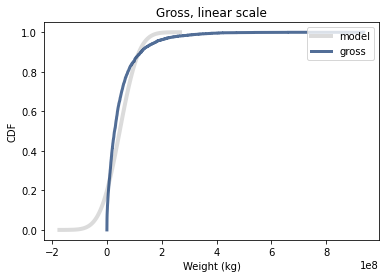 Gross, linear scale
1.0
0.8
0.6
0.4
0.2
0.0
CDF
model
gross
−2
0
2
4
6
8
1e8
Weight (kg)